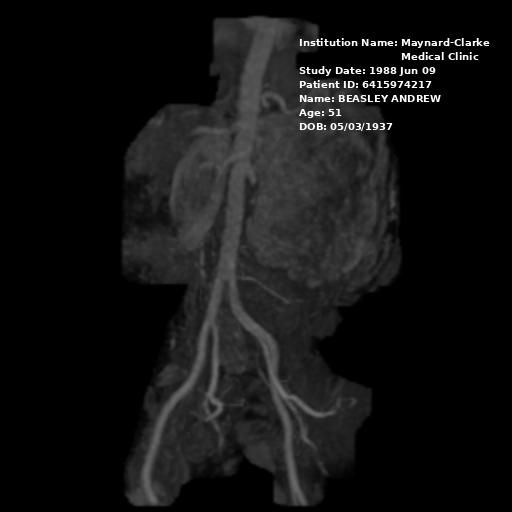 Institution Name: Maynard-Clarke
Medical Clinic
Study Date: 1988 Jun 09
Patient ID: 6415974217
Name: BEASLEY ANDREW
Age: 51
DOB: 05/03/1937